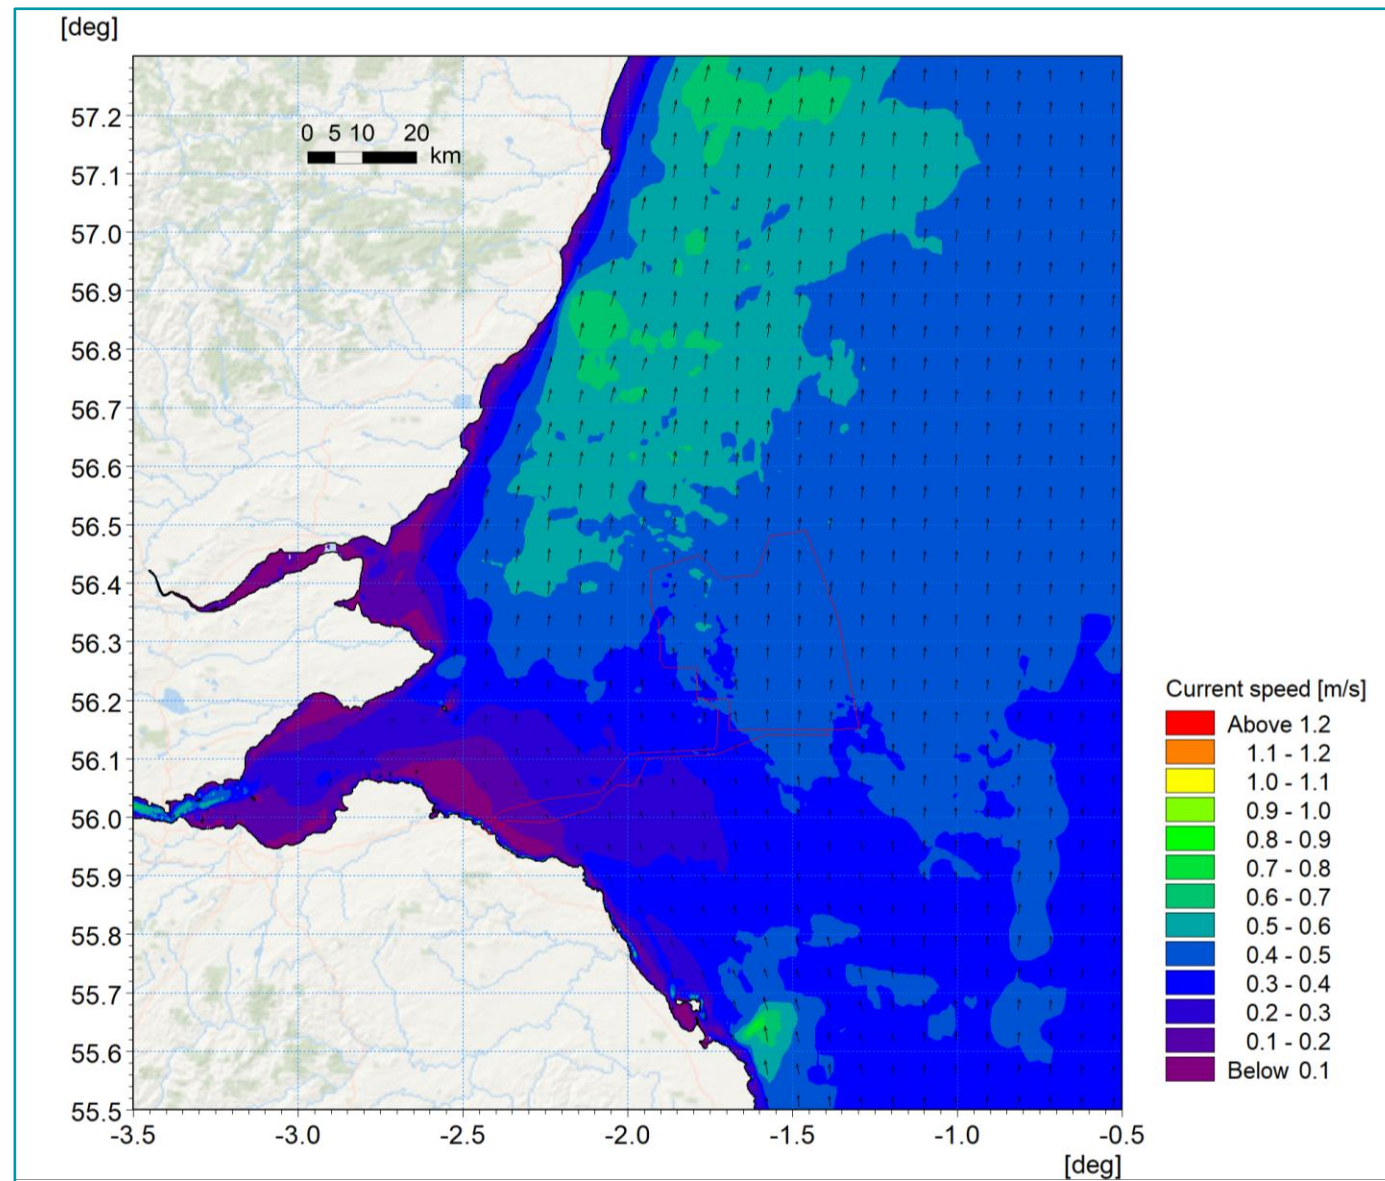 [deg]
57.2
0 5 10 20
km
57.1
57.0
56.9
56.8
56.7
56.6
56.5
56.4
56.3
56.2
56.1
56.0
55.9
55.8
55.7
55.6
55.5
-3.5 -3.0 -2.5 -2.0 -1.5 -1.0 -0.5
[deg]
Current speed [m/s]
Above 1.2
1.1 - 1.2
1.0 - 1.1
0.9 - 1.0
0.8 - 0.9
0.7 - 0.8
0.6 - 0.7
0.5 - 0.6
0.4 - 0.5
0.3 - 0.4
0.2 - 0.3
0.1 - 0.2
Below 0.1